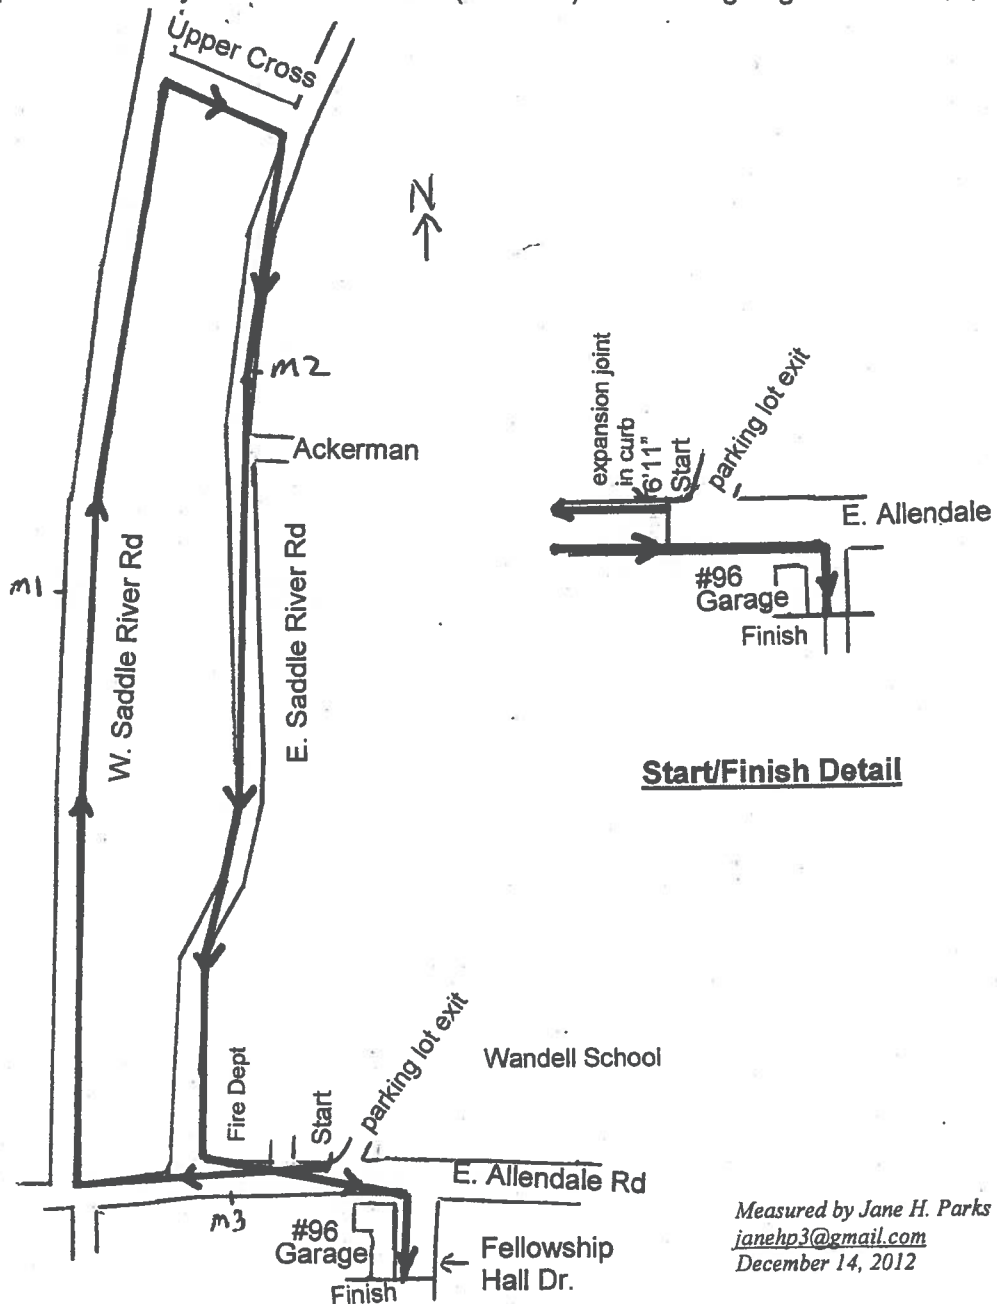 Upper Cross
N
m2
Ackerman
m1
W. Saddle River Rd
E. Saddle River Rd
expansion joint
in curb
6'11"
Start
parking lot exit
E. Allendale
#96
Garage
Finish
Start/Finish Detail
Fire Dept
Start
parking lot exit
Wandell School
E. Allendale Rd
m3
#96
Garage
Finish
Fellowship
Hall Dr.
Measured by Jane H. Parks
janehp3@gmail.com
December 14, 2012